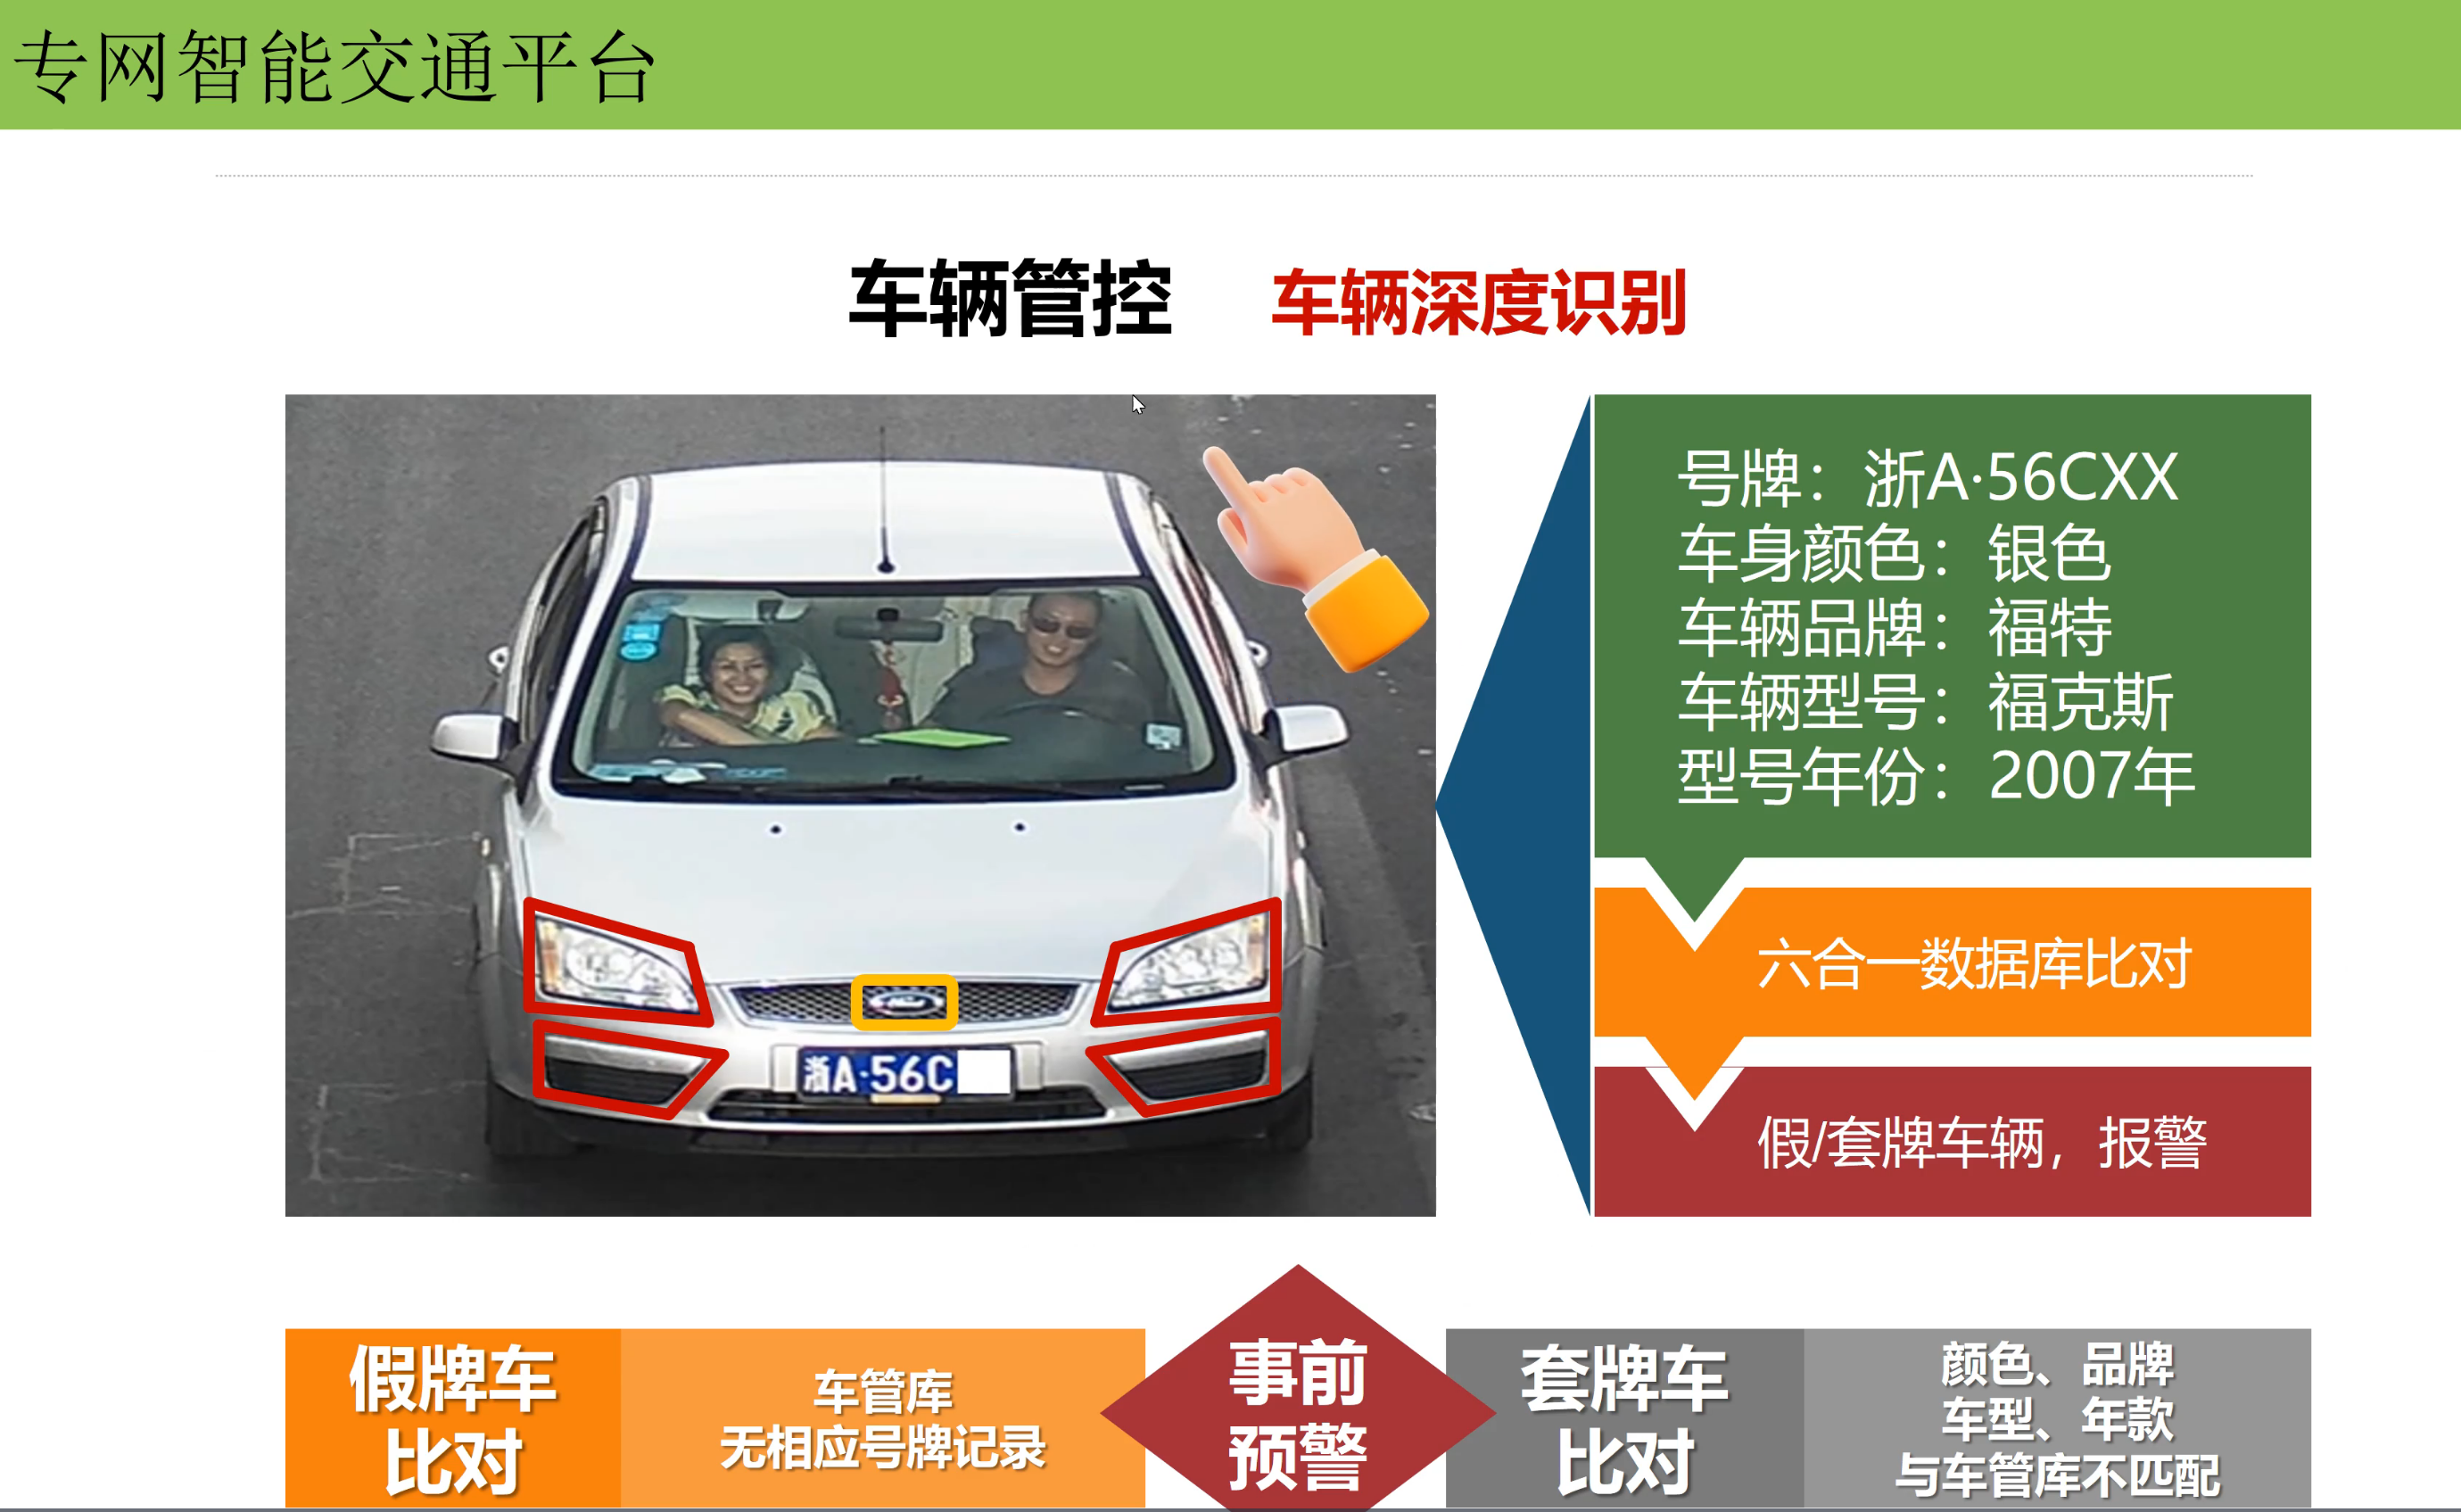 专网智能交通平台
车辆管控 车辆深度识别
号牌：浙A·56CXX
车身颜色：银色
车辆品牌：福特
车辆型号：福克斯
型号年份：2007年
浙A·56C
六合一数据库比对
假/套牌车辆，报警
假牌车
比对
车管库
无相应号牌记录
事前
预警
套牌车
比对
颜色、品牌
车型、年款
与车管库不匹配